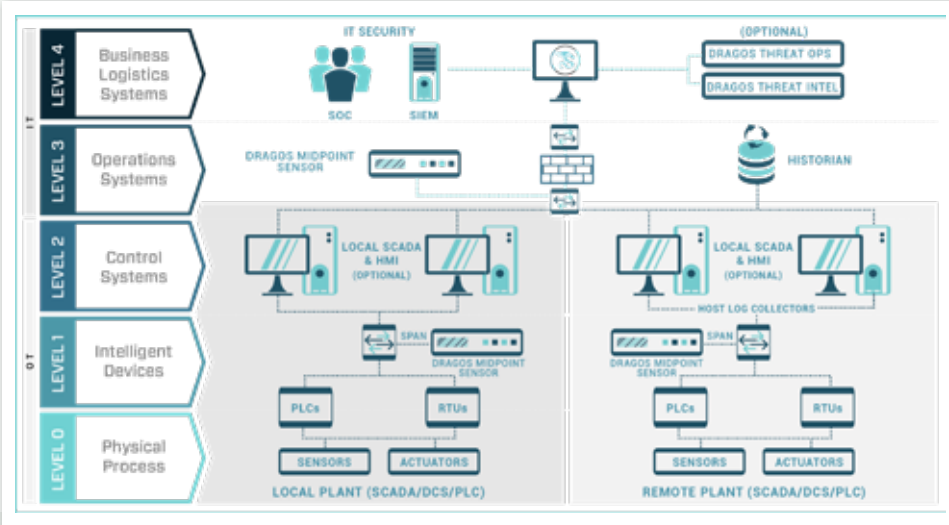 IT
LEVEL 4
Business
Logistics
Systems
IT SECURITY
SOC
SIEM
(OPTIONAL)
DRAGOS THREAT OPS
DRAGOS THREAT INTEL
LEVEL 3
Operations
Systems
DRAGOS MIDPOINT
SENSOR
HISTORIAN
OT
LEVEL 2
Control
Systems
LOCAL SCADA
& HMI
(OPTIONAL)
LOCAL SCADA
& HMI
(OPTIONAL)
HOST LOG COLLECTORS
LEVEL 1
Intelligent
Devices
SPAN
DRAGOS MIDPOINT
SENSOR
PLCs
RTUs
SPAN
DRAGOS MIDPOINT
SENSOR
PLCs
RTUs
LEVEL 0
Physical
Process
SENSORS
ACTUATORS
LOCAL PLANT (SCADA/DCS/PLC)
SENSORS
ACTUATORS
REMOTE PLANT (SCADA/DCS/PLC)